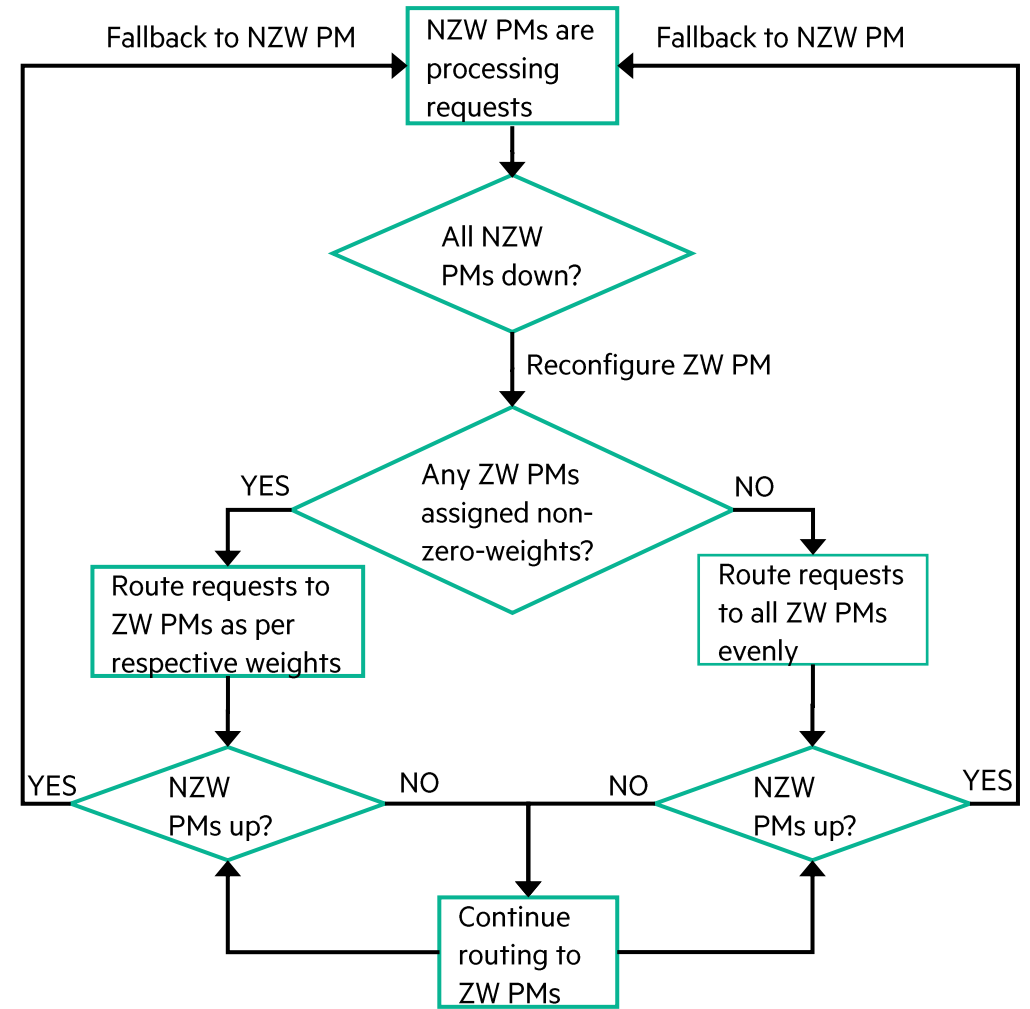 Fallback to NZW PM
NZW PMs are
processing
requests
Fallback to NZW PM
All NZW
PMs down?
Reconfigure ZW PM
YES
Any ZW PMs
assigned non-
zero-weights?
NO
Route requests to
ZW PMs as per
respective weights
Route requests
to all ZW PMs
evenly
YES
NZW
PMs up?
NO
NO
NZW
PMs up?
YES
Continue
routing to
ZW PMs